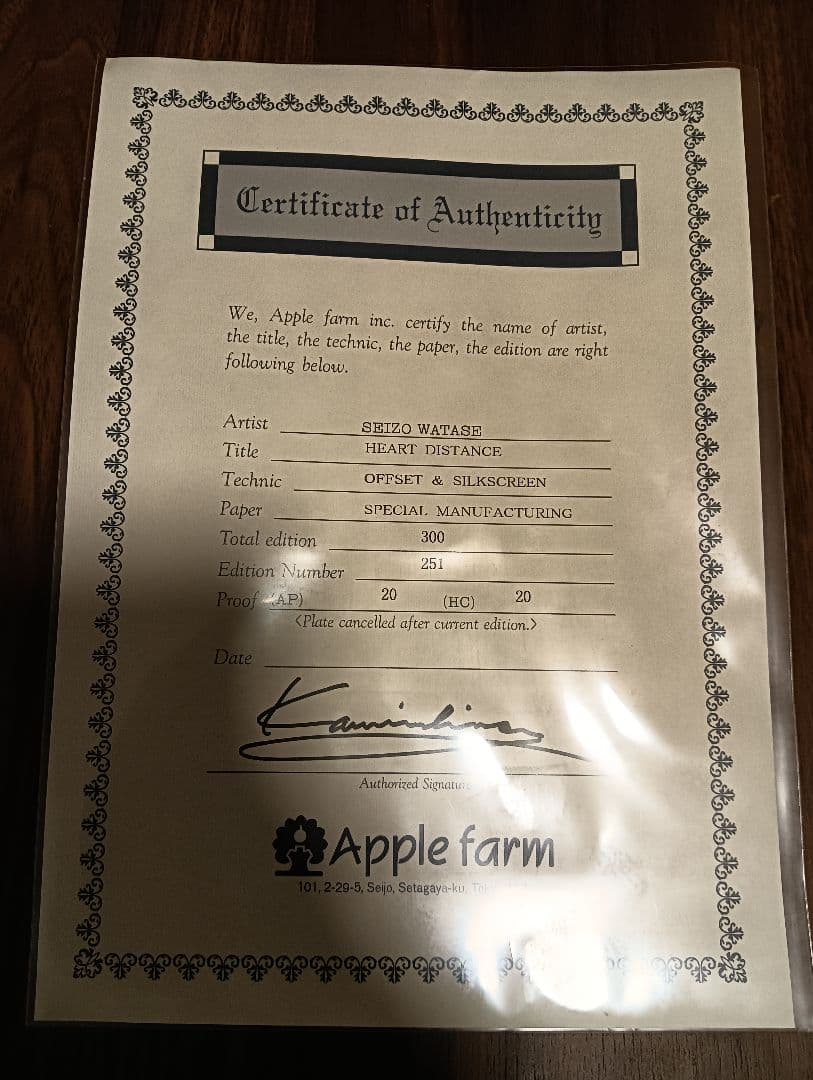 Certificate of Authenticity
We, Apple farm inc. certify the name of artist,
the title, the technic, the paper, the edition are right
following below.
Artist SEIZO WATASE
Title HEART DISTANCE
Technic OFFSET & SILKSCREEN
Paper SPECIAL MANUFACTURING
Total edition 300
Edition Number 251
Proof (AP) 20 (HC) 20
<Plate cancelled after current edition.>
Date
Authorized Signature
Apple farm
101, 2-29-5, Seijo, Setagaya-ku,